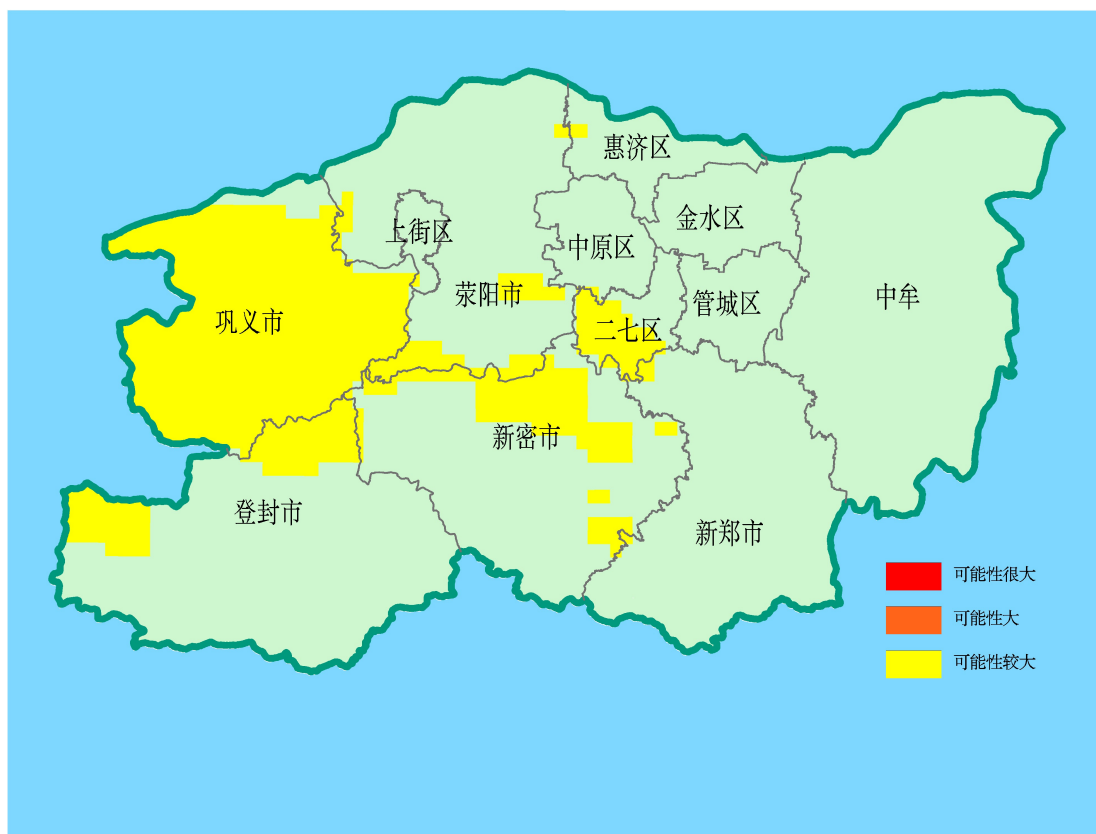 惠济区
金水区
上街区
中原区
荥阳市
中牟
管城区
巩义市
二七区
新密市
登封市
新郑市
可能性很大
可能性大
可能性较大